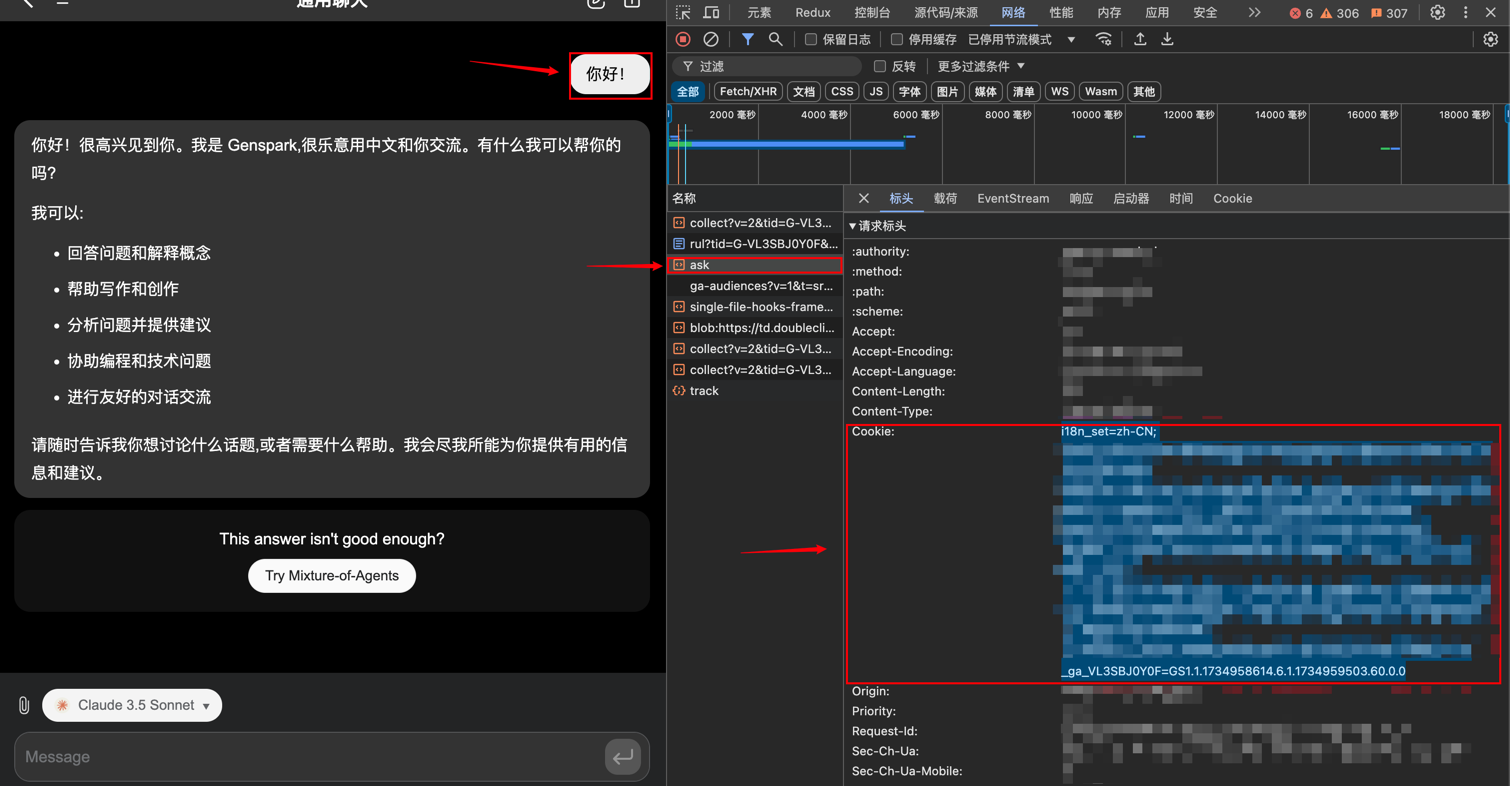 通用聊天
你好！
你好！很高兴见到你。我是 Genspark,很乐意用中文和你交流。有什么我可以帮你的
吗?
我可以:
• 回答问题和解释概念
• 帮助写作和创作
• 分析问题并提供建议
• 协助编程和技术问题
• 进行友好的对话交流
请随时告诉我你想讨论什么话题,或者需要什么帮助。我会尽我所能为你提供有用的信
息和建议。
This answer isn't good enough?
Try Mixture-of-Agents
Claude 3.5 Sonnet ▾
Message
元素 Redux 控制台 源代码/来源 网络 性能 内存 应用 安全 6 306 307
保留日志 停用缓存 已停用节流模式
过滤 反转 更多过滤条件
全部 Fetch/XHR 文档 CSS JS 字体 图片 媒体 清单 WS Wasm 其他
2000 毫秒 4000 毫秒 6000 毫秒 8000 毫秒 10000 毫秒 12000 毫秒 14000 毫秒 16000 毫秒 18000 毫秒
名称
collect?v=2&tid=G-VL3...
rul?tid=G-VL3SBJ0Y0F&...
ask
ga-audiences?v=1&t=sr...
single-file-hooks-frame...
blob:https://td.doublecli...
collect?v=2&tid=G-VL3...
collect?v=2&tid=G-VL3...
track
标头 载荷 EventStream 响应 启动器 时间 Cookie
请求标头
:authority:
:method:
:path:
:scheme:
Accept:
Accept-Encoding:
Accept-Language:
Content-Length:
Content-Type:
Cookie: i18n_set=zh-CN;
_ga_VL3SBJ0Y0F=GS1.1.1734958614.6.1.1734959503.60.0.0
Origin:
Priority:
Request-Id:
Sec-Ch-Ua:
Sec-Ch-Ua-Mobile: